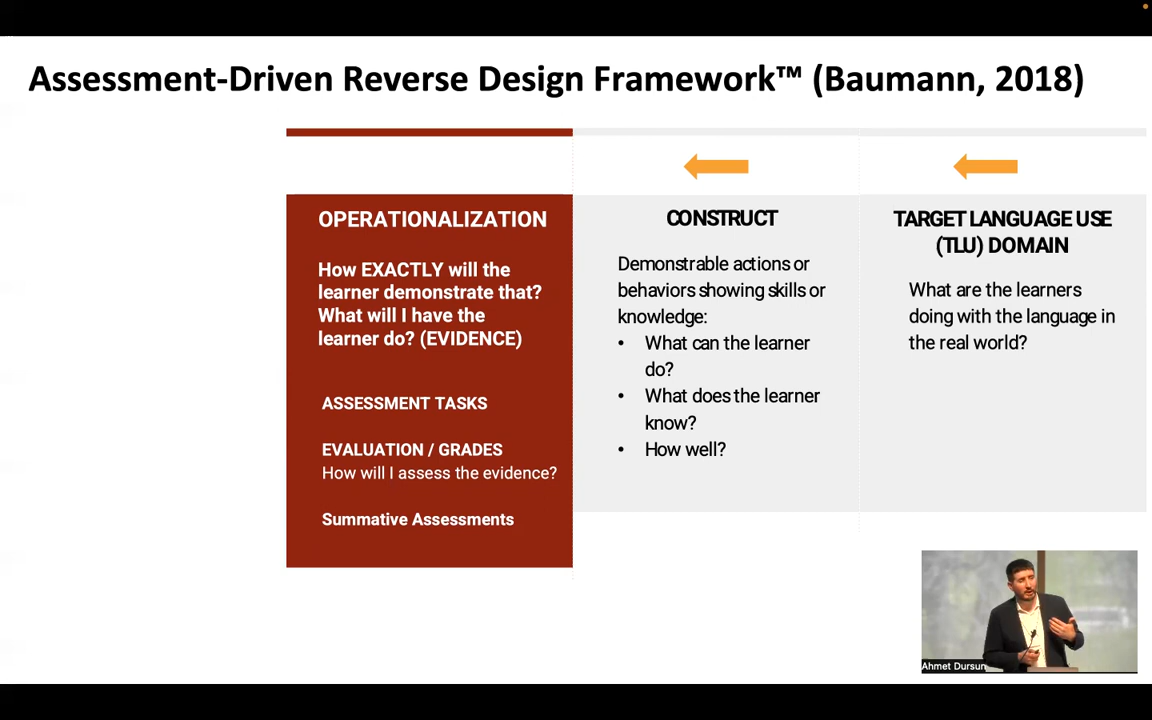 Assessment-Driven Reverse Design Framework™ (Baumann, 2018)
OPERATIONALIZATION
How EXACTLY will the
learner demonstrate that?
What will I have the
learner do? (EVIDENCE)
ASSESSMENT TASKS
EVALUATION / GRADES
How will I assess the evidence?
Summative Assessments
CONSTRUCT
Demonstrable actions or
behaviors showing skills or
knowledge:
• What can the learner
do?
• What does the learner
know?
• How well?
TARGET LANGUAGE USE
(TLU) DOMAIN
What are the learners
doing with the language in
the real world?
Ahmet Dursun